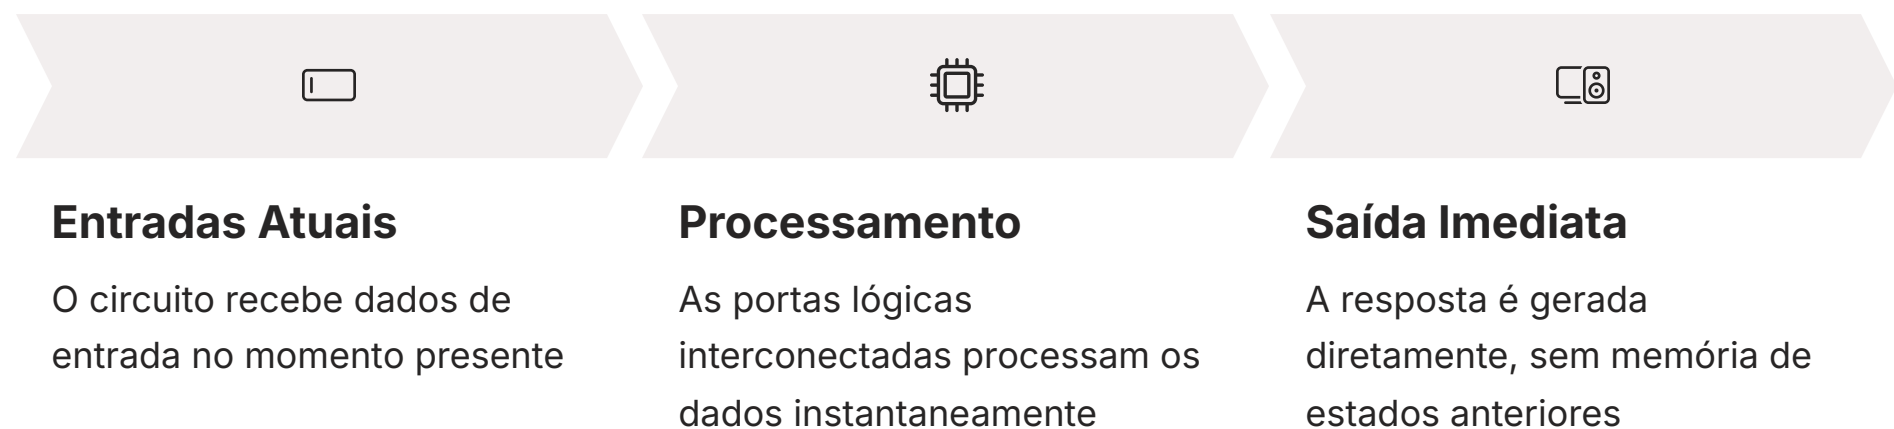 Entradas Atuais
O circuito recebe dados de
entrada no momento presente
Processamento
As portas lógicas
interconectadas processam os
dados instantaneamente
Saída Imediata
A resposta é gerada
diretamente, sem memória de
estados anteriores